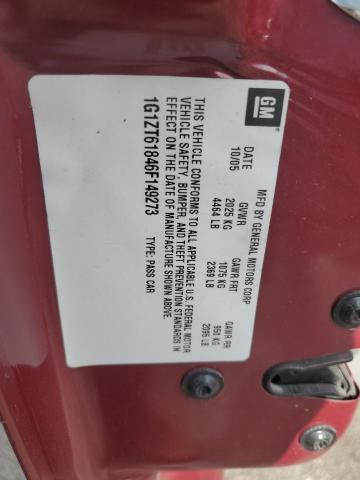 GM
MFD BY GENERAL MOTORS CORP
DATE GVWR GAWR FRT GAWR RR
10/05 2025 KG 1075 KG 950 KG
4464 LB 2369 LB 2095 LB
THIS VEHICLE CONFORMS TO ALL APPLICABLE U.S. FEDERAL MOTOR
VEHICLE SAFETY, BUMPER, AND THEFT PREVENTION STANDARDS IN
EFFECT ON THE DATE OF MANUFACTURE SHOWN ABOVE.
1G1ZT61846F149273 TYPE: PASS CAR